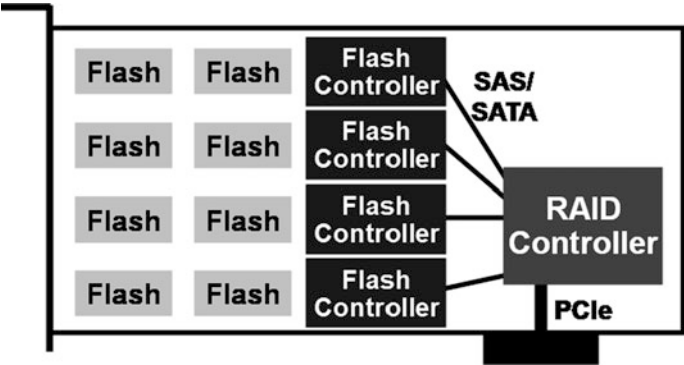 Flash Flash Flash
Controller
SAS/
SATA
Flash Flash Flash
Controller
Flash Flash Flash
Controller
RAID
Controller
Flash Flash Flash
Controller
PCIe